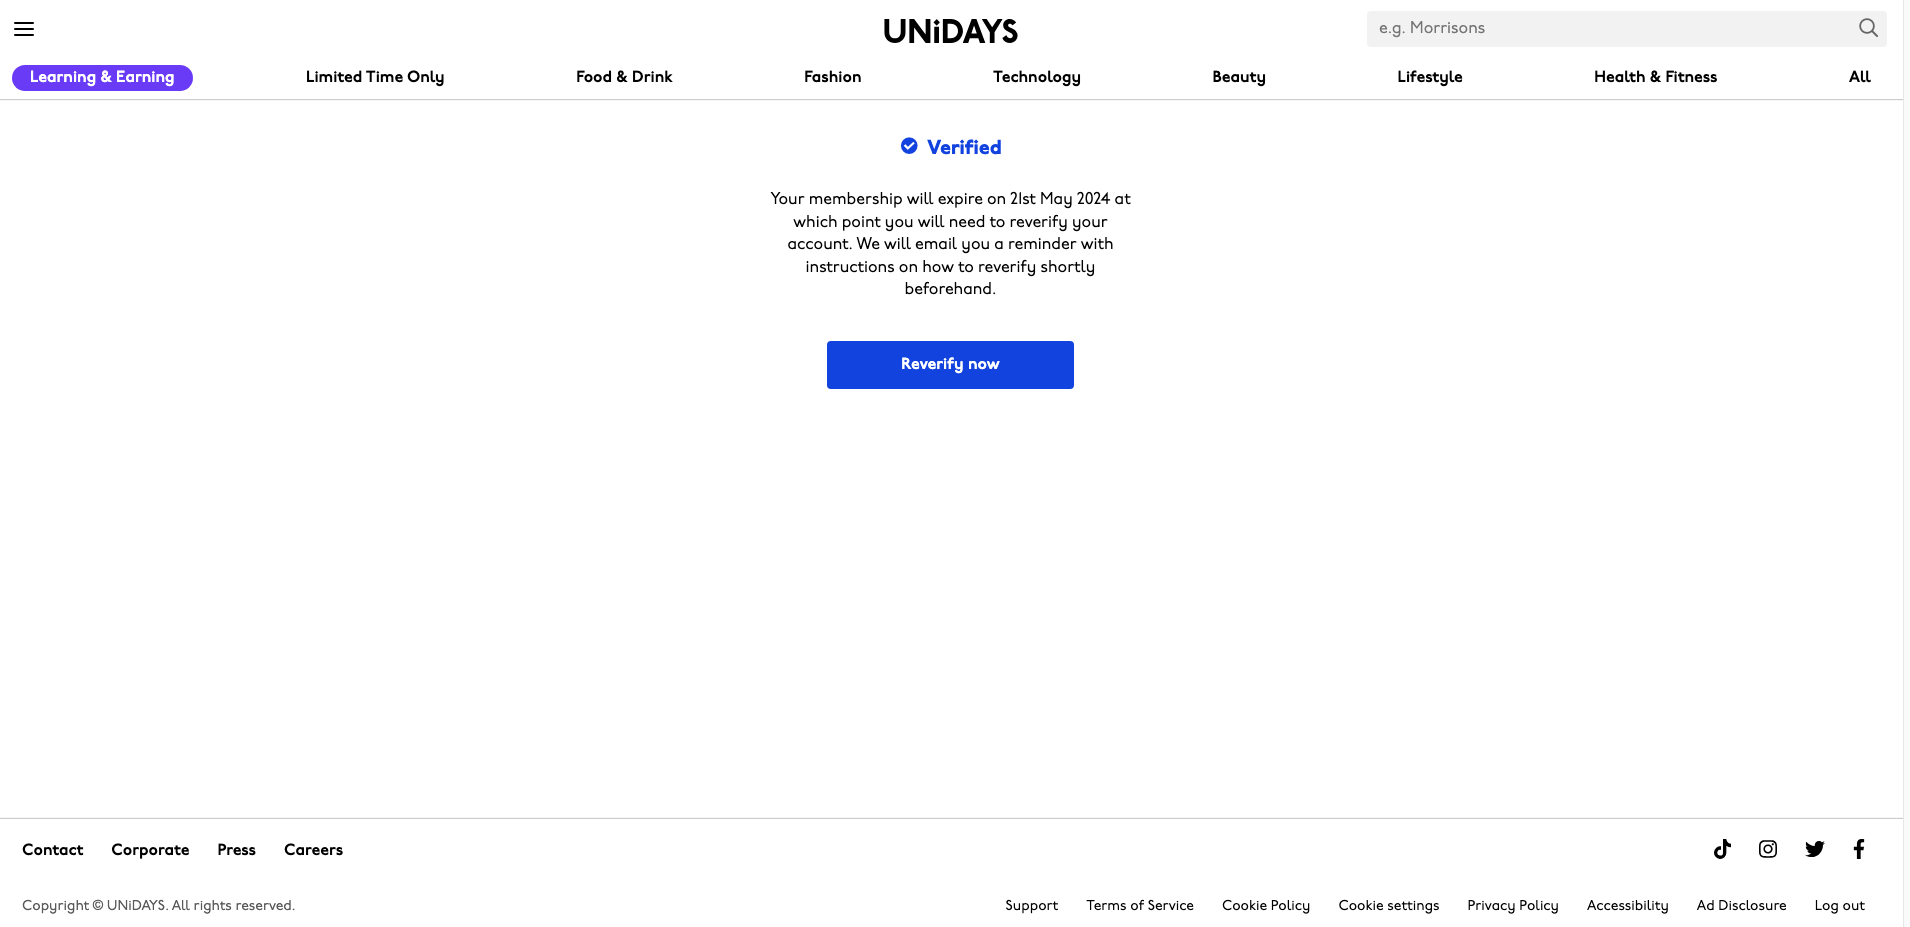 UNiDAYS
e.g. Morrisons
Learning & Earning
Limited Time Only
Food & Drink
Fashion
Technology
Beauty
Lifestyle
Health & Fitness
All
Verified
Your membership will expire on 21st May 2024 at
which point you will need to reverify your
account. We will email you a reminder with
instructions on how to reverify shortly
beforehand.
Reverify now
Contact
Corporate
Press
Careers
Copyright © UNiDAYS. All rights reserved.
Support
Terms of Service
Cookie Policy
Cookie settings
Privacy Policy
Accessibility
Ad Disclosure
Log out